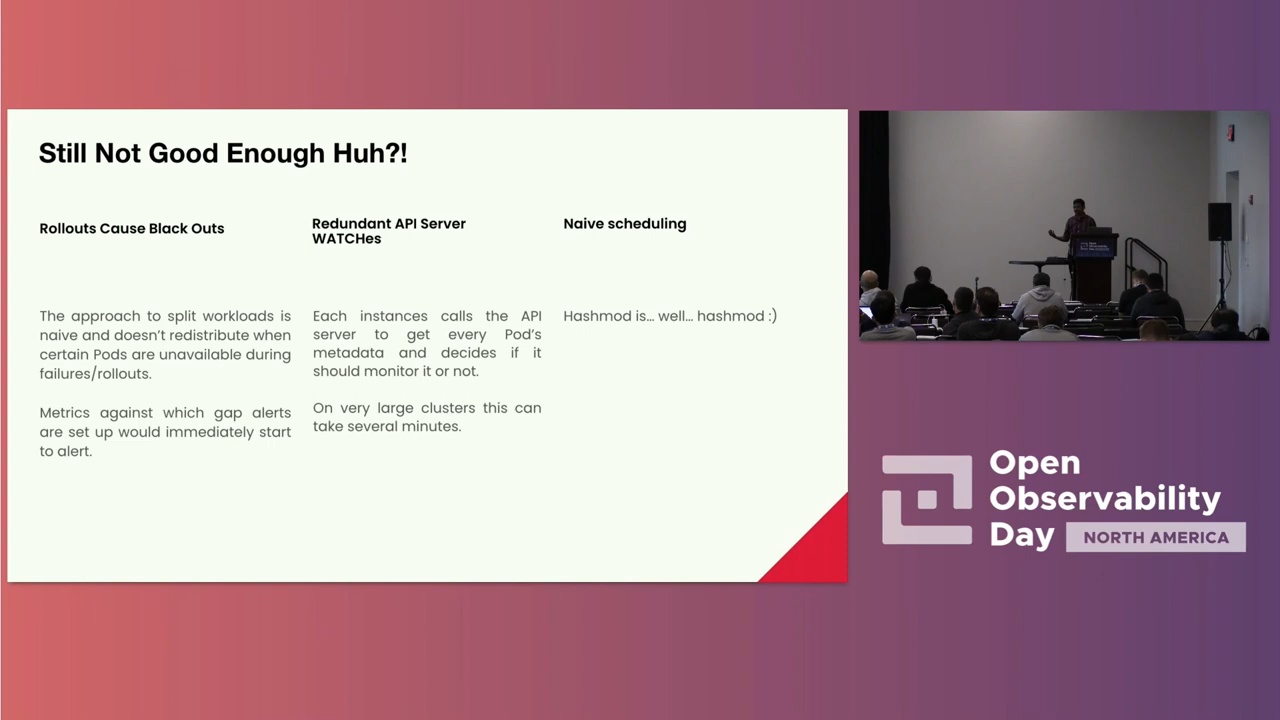 Still Not Good Enough Huh?!
Rollouts Cause Black Outs
The approach to split workloads is
naive and doesn’t redistribute when
certain Pods are unavailable during
failures/rollouts.
Metrics against which gap alerts
are set up would immediately start
to alert.
Redundant API Server
WATCHes
Each instances calls the API
server to get every Pod’s
metadata and decides if it
should monitor it or not.
On very large clusters this can
take several minutes.
Naive scheduling
Hashmod is... well... hashmod :)
Open
Observability
Day NORTH AMERICA